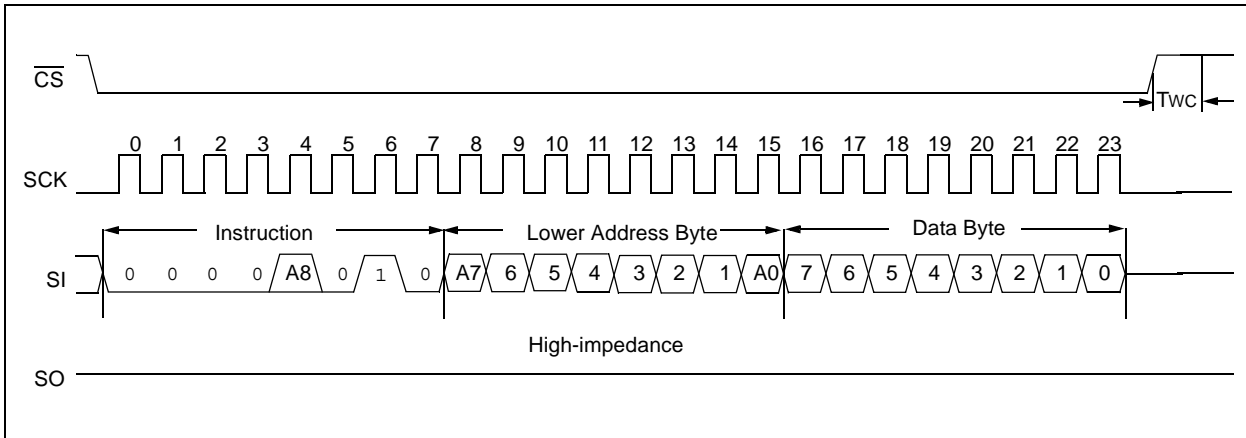 CS
TWC
0 1 2 3 4 5 6 7 8 9 10 11 12 13 14 15 16 17 18 19 20 21 22 23
SCK
Instruction Lower Address Byte Data Byte
SI 0 0 0 0 A8 0 1 0 A7 6 5 4 3 2 1 A0 7 6 5 4 3 2 1 0
High-impedance
SO